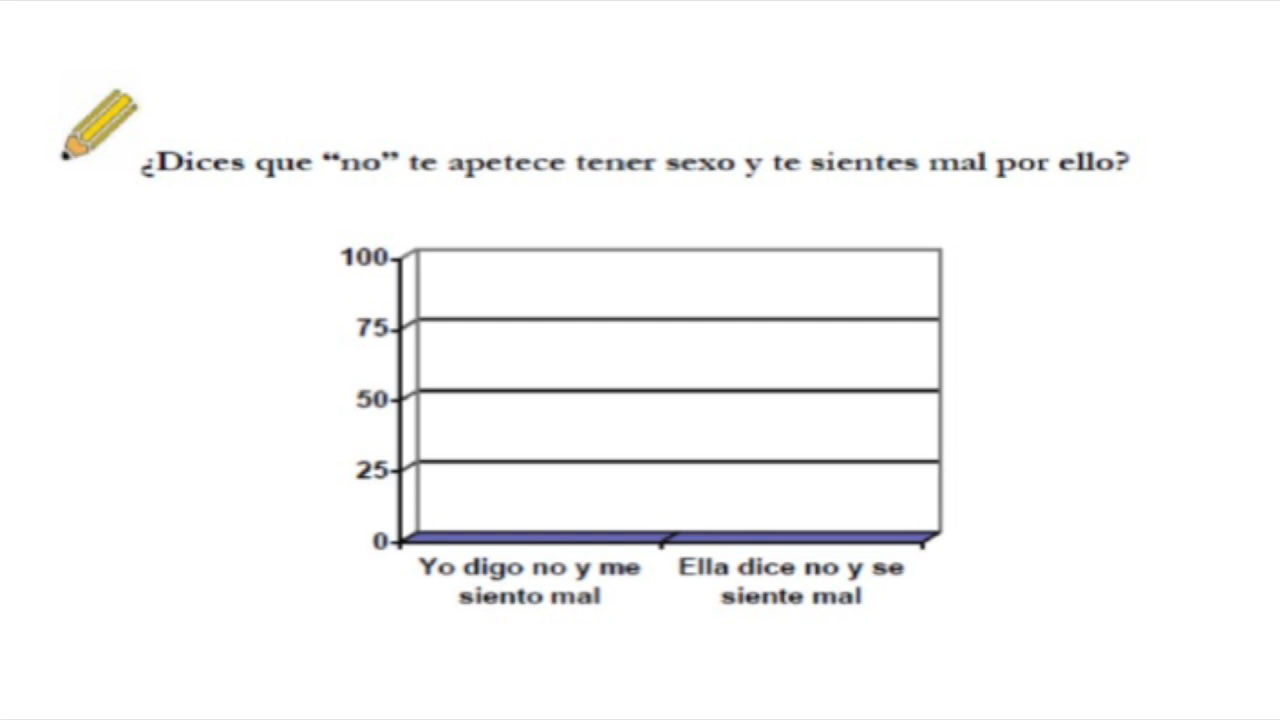 ¿Dices que “no” te apetece tener sexo y te sientes mal por ello?
100
75
50
25
0
Yo digo no y me
siento mal
Ella dice no y se
siente mal